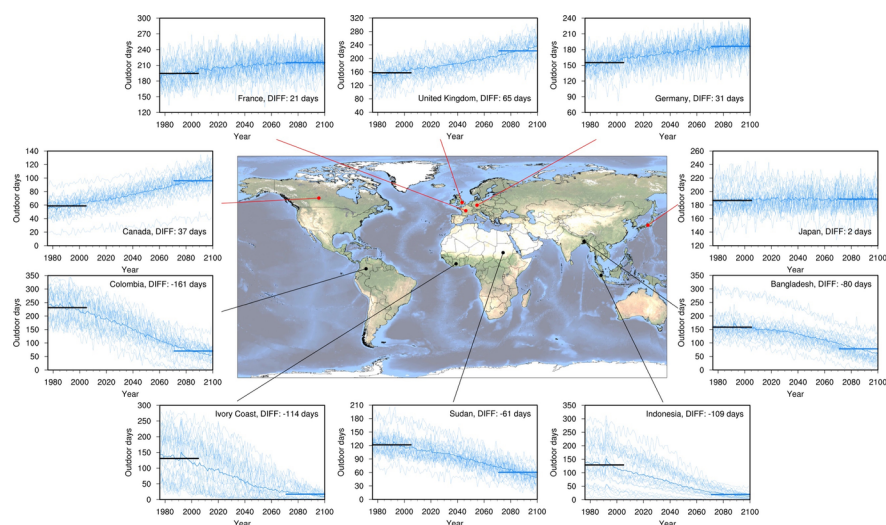 300
270
240
210
180
150
120
Outdoor days
France, DIFF: 21 days
1980 2000 2020 2040 2060 2080 2100
Year
320
280
240
200
160
120
80
40
Outdoor days
United Kingdom, DIFF: 65 days
1980 2000 2020 2040 2060 2080 2100
Year
240
210
180
150
120
90
60
Outdoor days
Germany, DIFF: 31 days
1980 2000 2020 2040 2060 2080 2100
Year
140
120
100
80
60
40
20
0
Outdoor days
Canada, DIFF: 37 days
1980 2000 2020 2040 2060 2080 2100
260
240
220
200
180
160
140
120
Outdoor days
Japan, DIFF: 2 days
1980 2000 2020 2040 2060 2080 2100
350
300
250
200
150
100
50
0
Outdoor days
Colombia, DIFF: -161 days
1980 2000 2020 2040 2060 2080 2100
Year
350
300
250
200
150
100
50
0
Outdoor days
Bangladesh, DIFF: -80 days
1980 2000 2020 2040 2060 2080 2100
Year
300
250
200
150
100
50
0
Outdoor days
Ivory Coast, DIFF: -114 days
1980 2000 2020 2040 2060 2080 2100
Year
210
180
150
120
90
60
30
0
Outdoor days
Sudan, DIFF: -61 days
1980 2000 2020 2040 2060 2080 2100
Year
350
300
250
200
150
100
50
0
Outdoor days
Indonesia, DIFF: -109 days
1980 2000 2020 2040 2060 2080 2100
Year